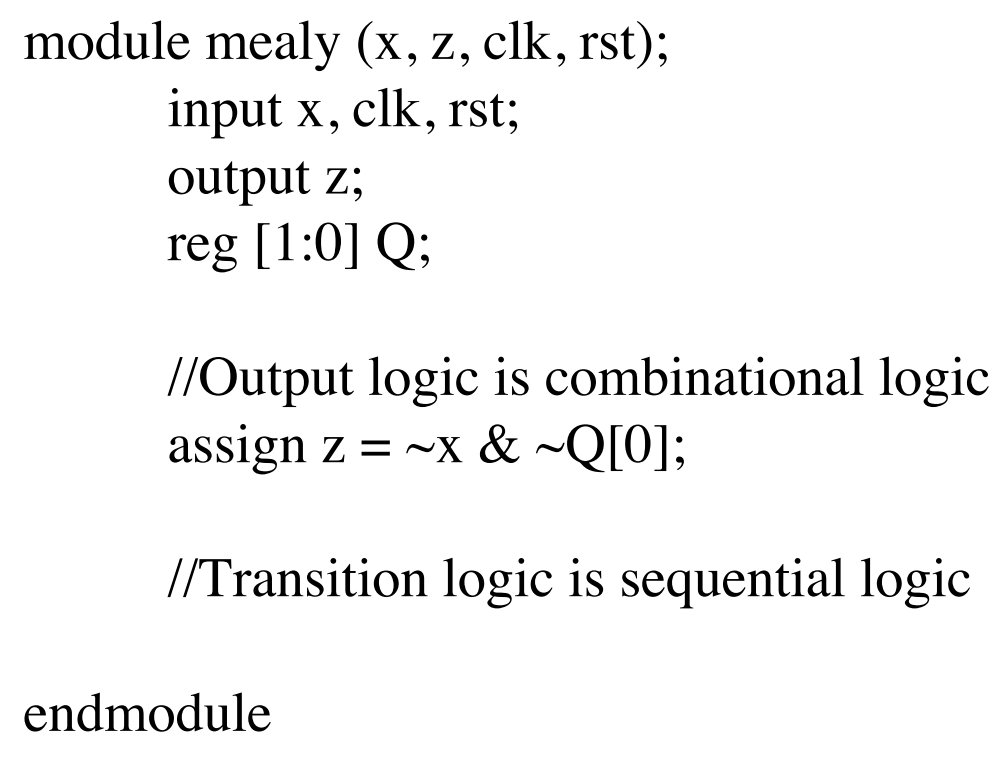 module mealy (x, z, clk, rst);
input x, clk, rst;
output z;
reg [1:0] Q;
//Output logic is combinational logic
assign z = ~x & ~Q[0];
//Transition logic is sequential logic
endmodule